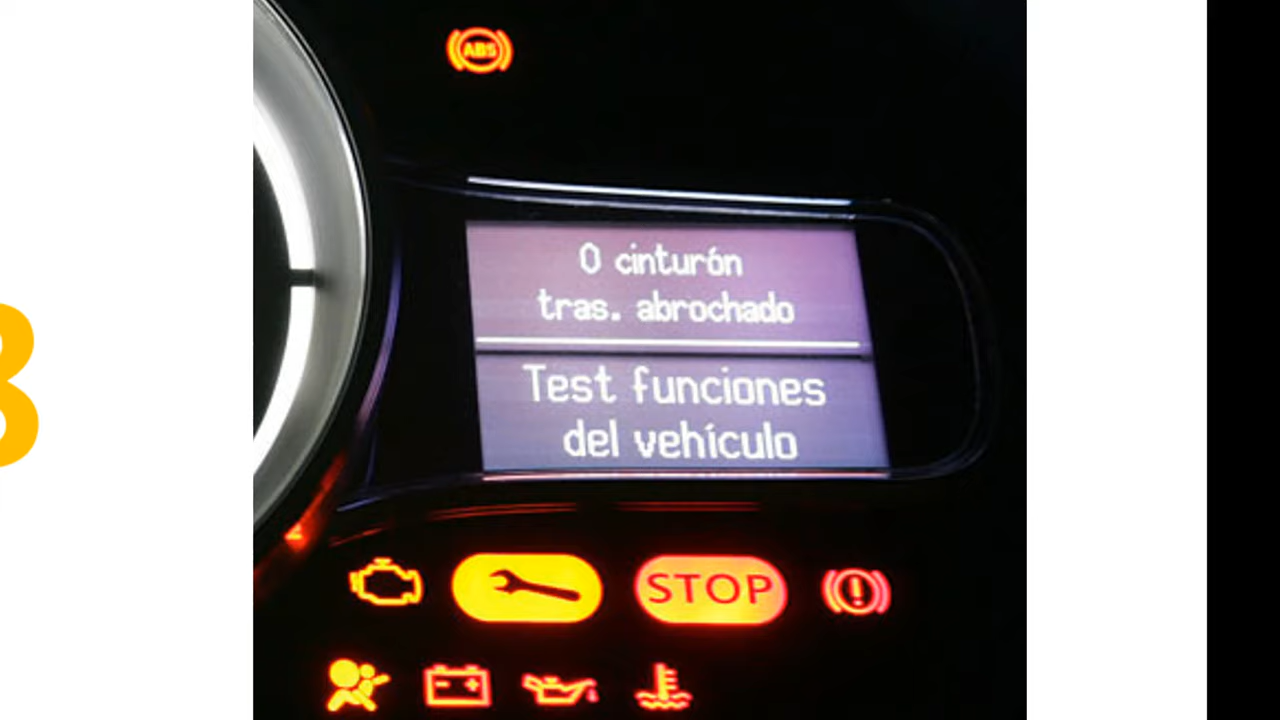 ABS
0 cinturón
tras. abrochado
Test funciones
del vehículo
STOP